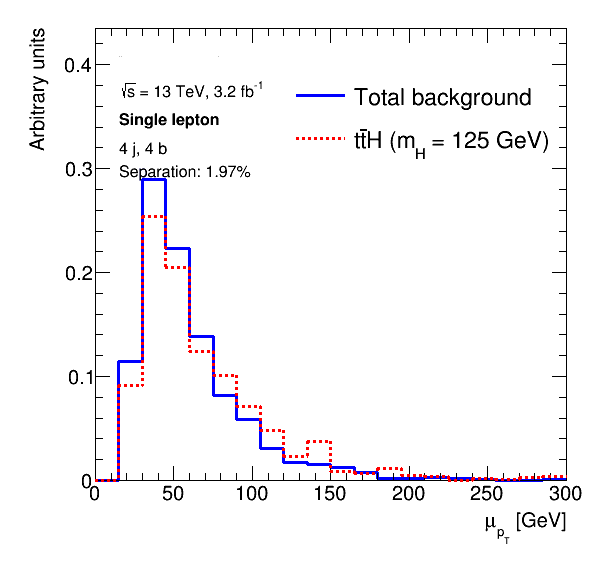 Arbitrary units
0.4
0.3
0.2
0.1
0
√s = 13 TeV, 3.2 fb⁻¹
Single lepton
4 j, 4 b
Separation: 1.97%
Total background
tt̄H (m_H = 125 GeV)
0 50 100 150 200 250 300
μ_p_T [GeV]